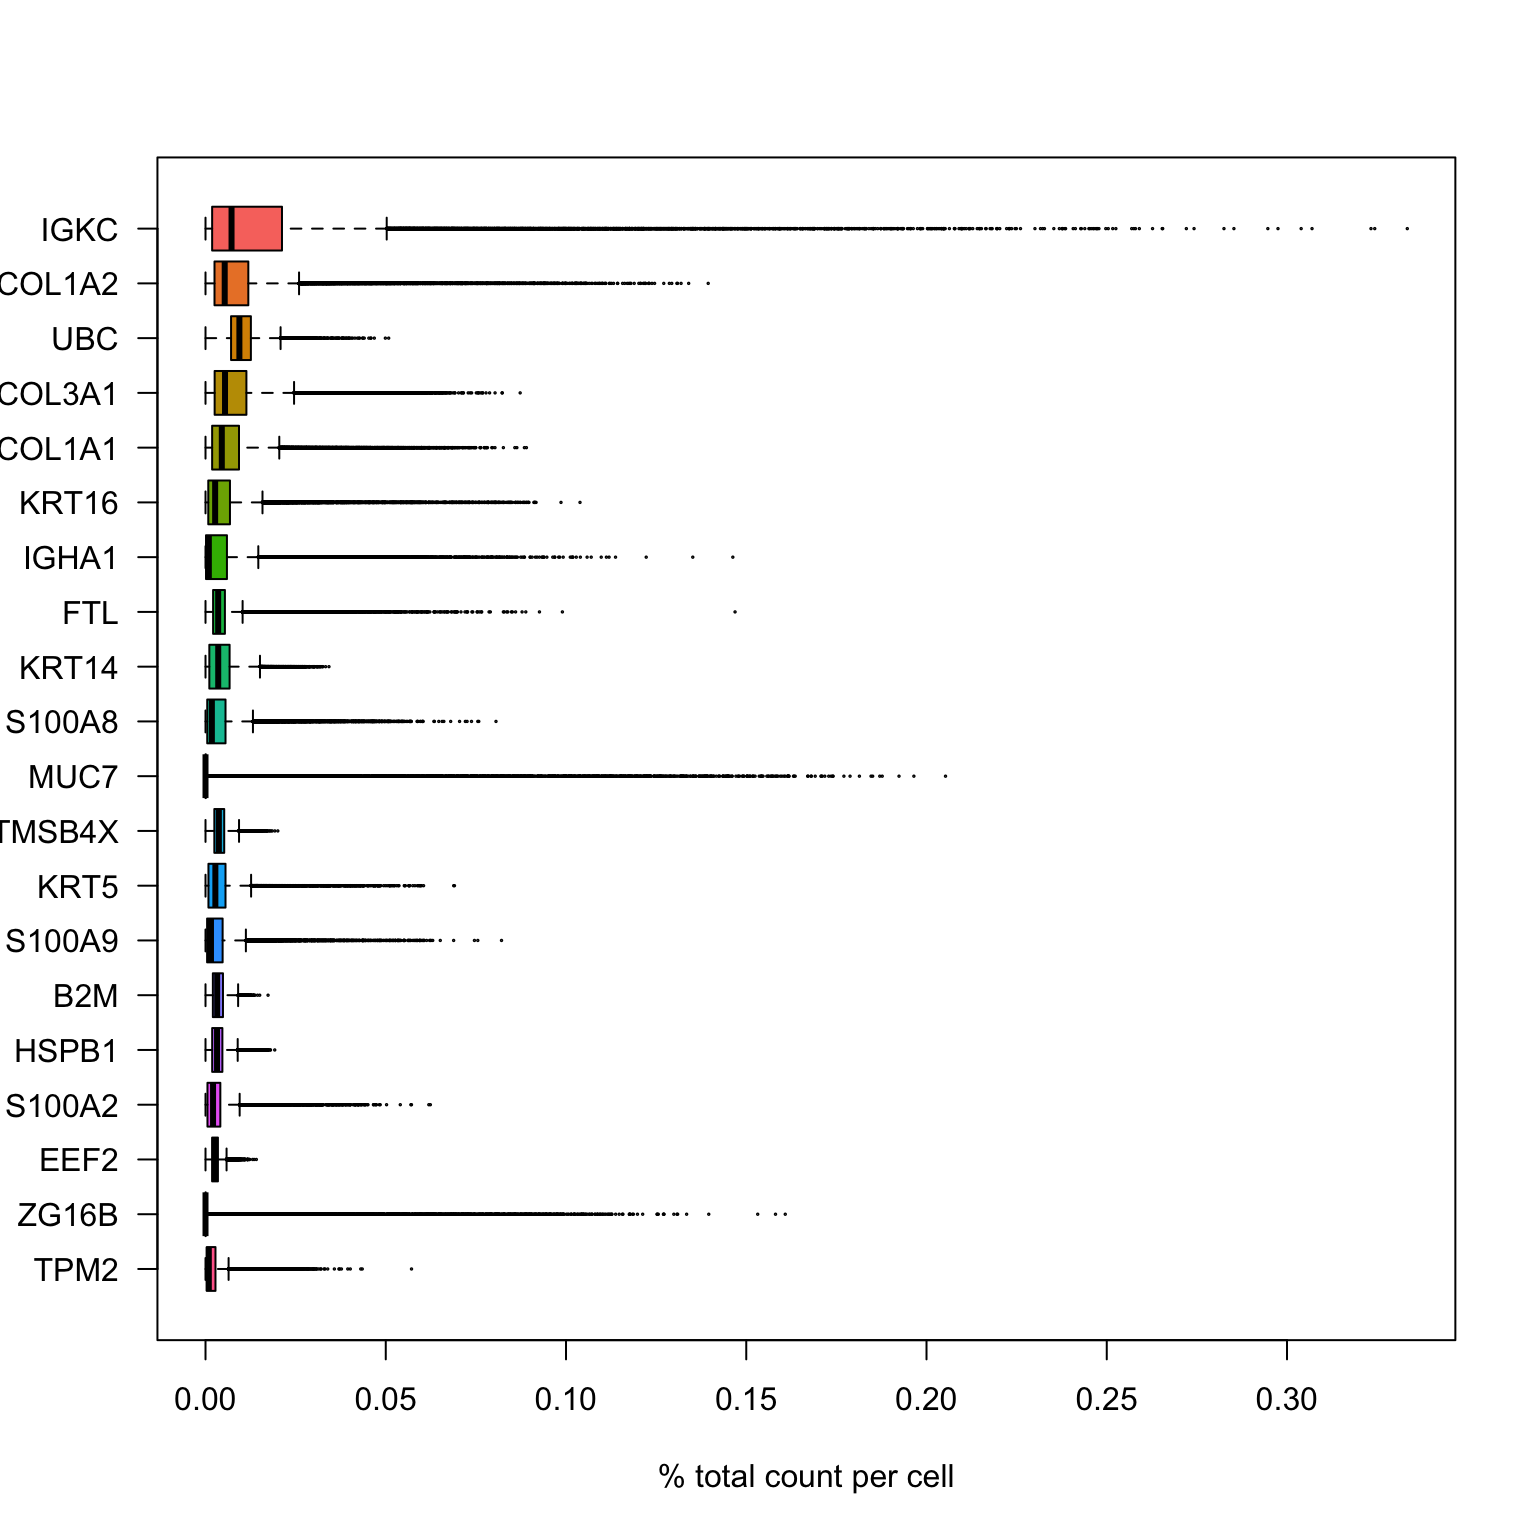 IGKC
COL1A2
UBC
COL3A1
COL1A1
KRT16
IGHA1
FTL
KRT14
S100A8
MUC7
TMSB4X
KRT5
S100A9
B2M
HSPB1
S100A2
EEF2
ZG16B
TPM2
0.00 0.05 0.10 0.15 0.20 0.25 0.30
% total count per cell